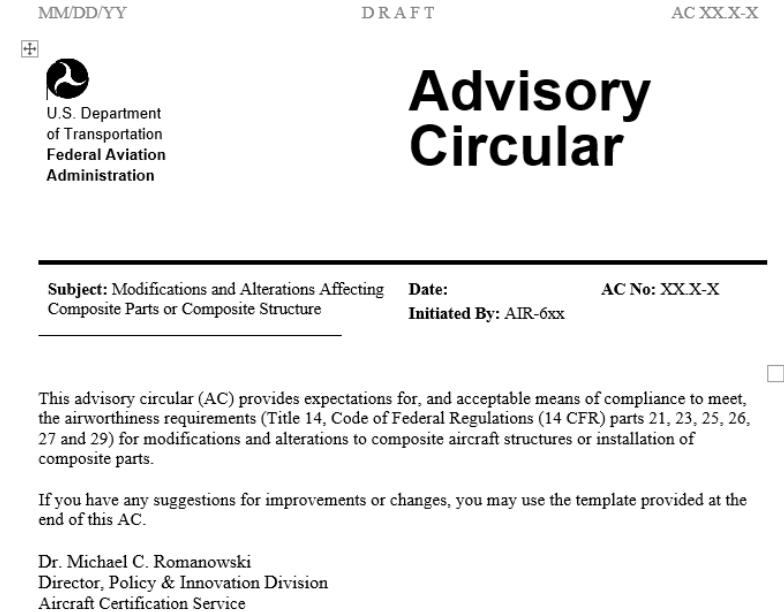 MM/DD/YY D R A F T AC XX.X-X
U.S. Department
of Transportation
Federal Aviation
Administration
Advisory
Circular
Subject: Modifications and Alterations Affecting
Composite Parts or Composite Structure
Date:
Initiated By: AIR-6xx
AC No: XX.X-X
This advisory circular (AC) provides expectations for, and acceptable means of compliance to meet,
the airworthiness requirements (Title 14, Code of Federal Regulations (14 CFR) parts 21, 23, 25, 26,
27 and 29) for modifications and alterations to composite aircraft structures or installation of
composite parts.
If you have any suggestions for improvements or changes, you may use the template provided at the
end of this AC.
Dr. Michael C. Romanowski
Director, Policy & Innovation Division
Aircraft Certification Service